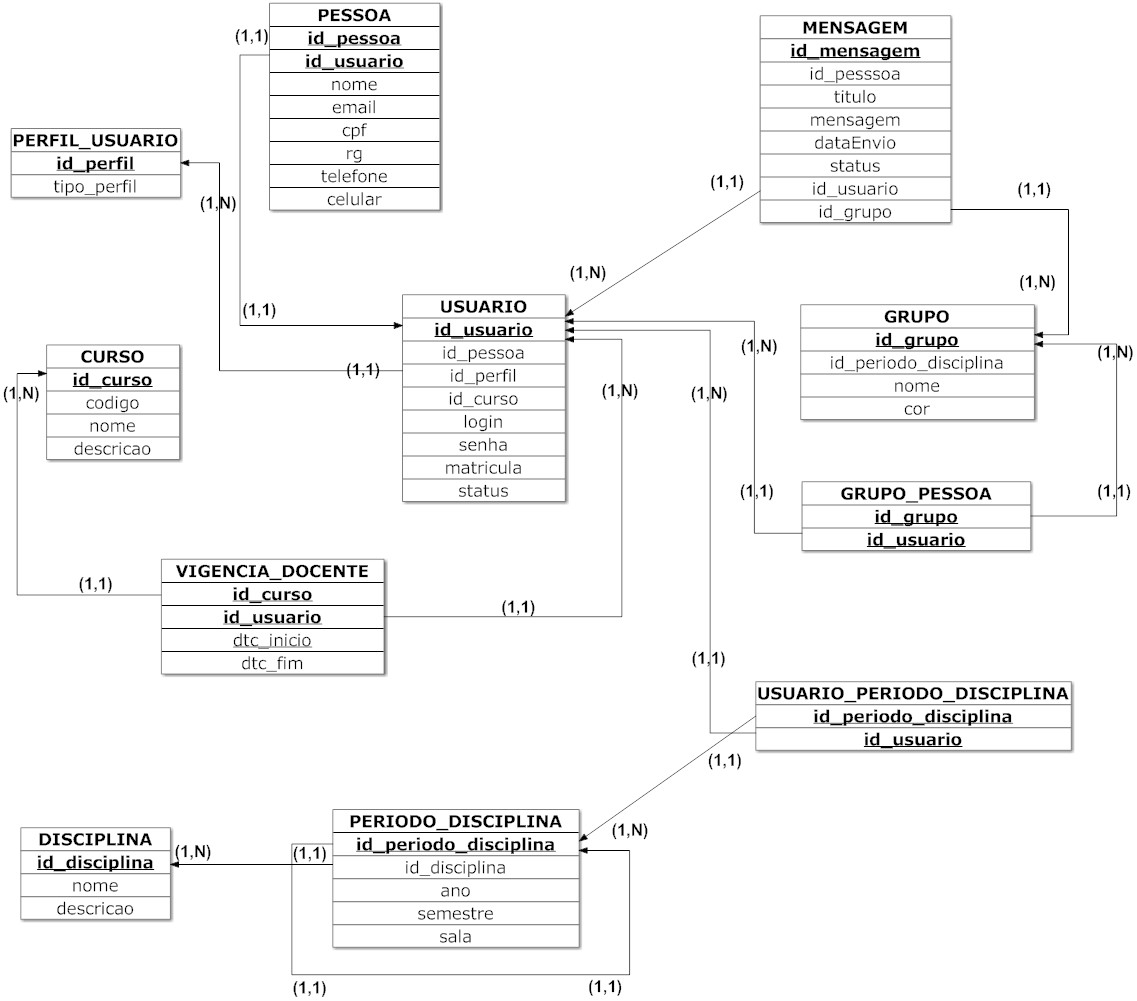 PESSOA
id_pessoa
id_usuario
nome
email
cpf
rg
telefone
celular
(1,1)
MENSAGEM
id_mensagem
id_pesssoa
titulo
mensagem
dataEnvio
status
id_usuario
id_grupo
(1,1)
(1,1)
PERFIL_USUARIO
id_perfil
tipo_perfil
(1,N)
(1,N)
(1,N)
(1,1)
USUARIO
id_usuario
id_pessoa
id_perfil
id_curso
login
senha
matricula
status
(1,1)
(1,N)
(1,N)
(1,N)
GRUPO
id_grupo
id_periodo_disciplina
nome
cor
(1,N)
CURSO
id_curso
codigo
nome
descricao
(1,N)
GRUPO_PESSOA
id_grupo
id_usuario
(1,1)
(1,1)
VIGENCIA_DOCENTE
id_curso
id_usuario
dtc_inicio
dtc_fim
(1,1)
(1,1)
(1,1)
USUARIO_PERIODO_DISCIPLINA
id_periodo_disciplina
id_usuario
(1,1)
PERIODO_DISCIPLINA
id_periodo_disciplina
id_disciplina
ano
semestre
sala
(1,N)
(1,1)
DISCIPLINA
id_disciplina
nome
descricao
(1,N)
(1,1)
(1,1)